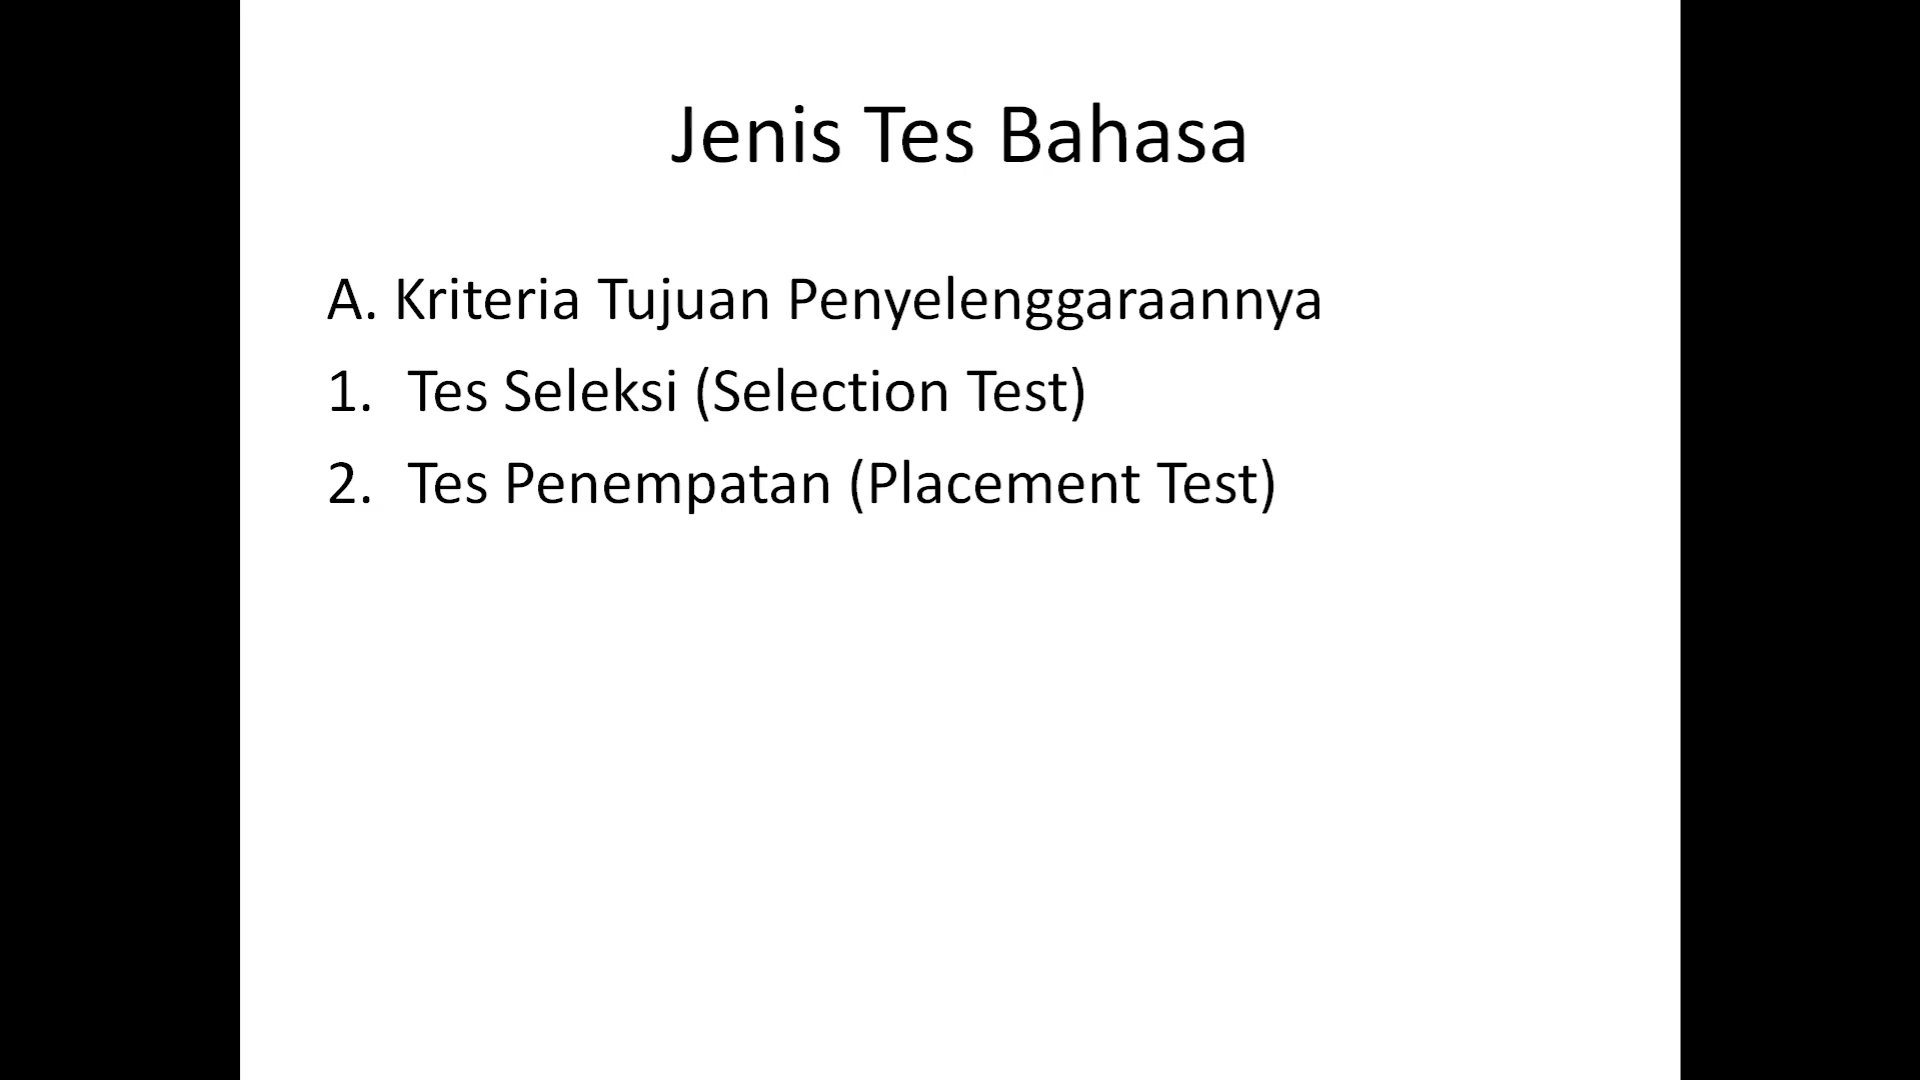 Jenis Tes Bahasa
A. Kriteria Tujuan Penyelenggaraannya
1. Tes Seleksi (Selection Test)
2. Tes Penempatan (Placement Test)